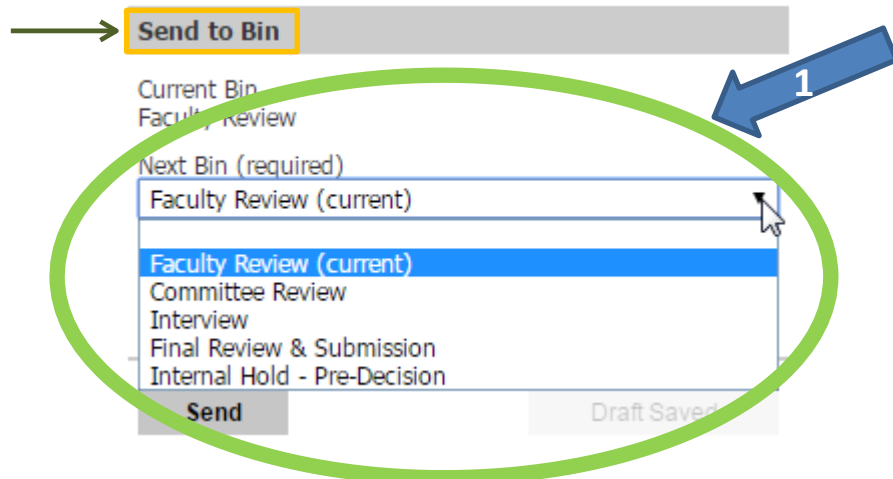 Send to Bin
1
Current Bin
Faculty Review
Next Bin (required)
Faculty Review (current)
Faculty Review (current)
Committee Review
Interview
Final Review & Submission
Internal Hold - Pre-Decision
Send
Draft Saved